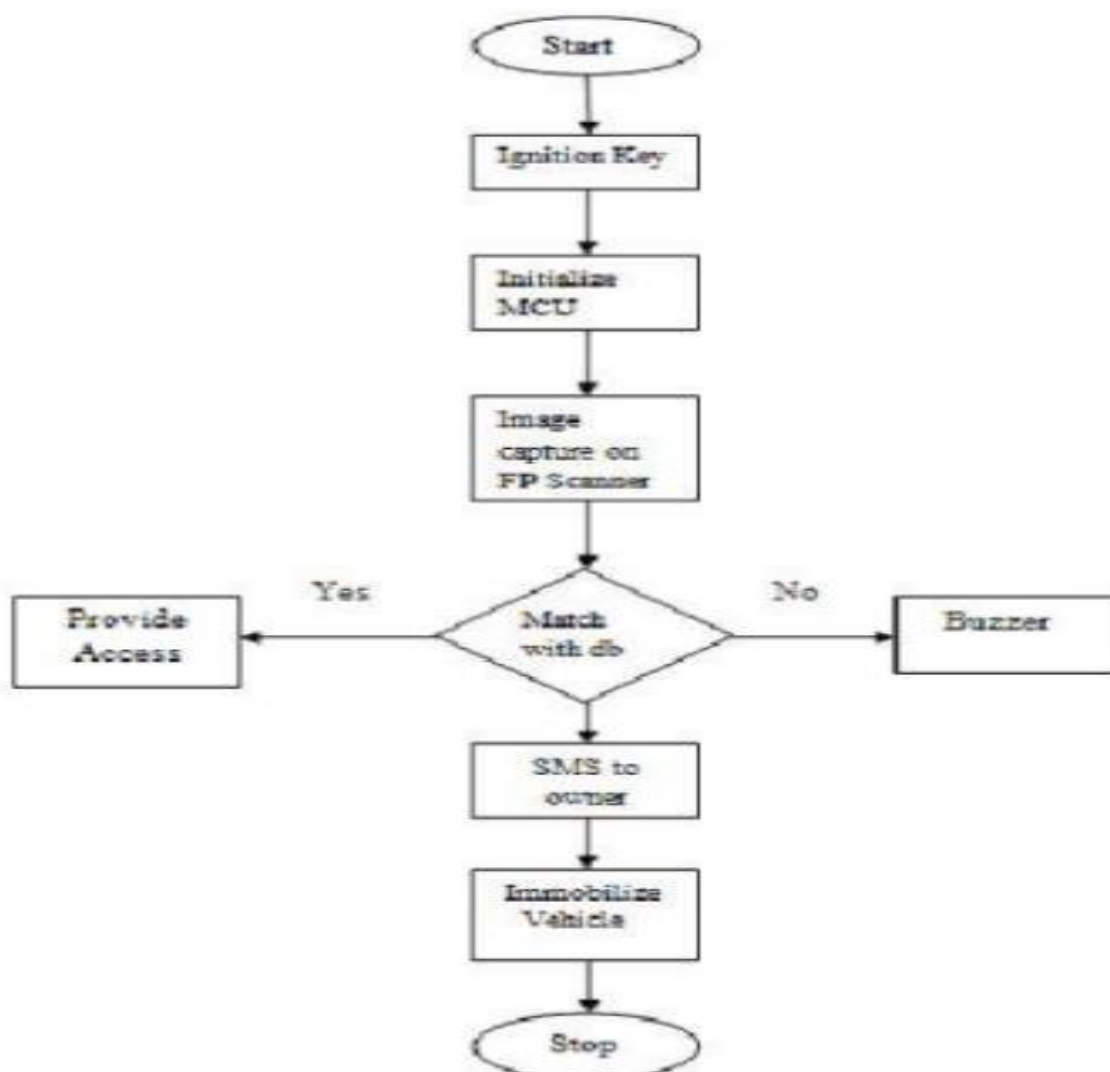 Start
Ignition Key
Initialize
MCU
Image
capture on
FP Scanner
Yes
No
Provide
Access
Match
with db
Buzzer
SMS to
owner
Immobilize
Vehicle
Stop